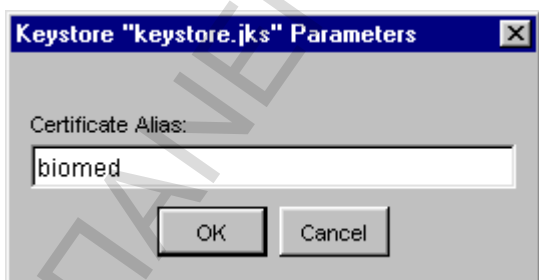 Keystore "keystore.jks" Parameters
Certificate Alias:
biomed
OK
Cancel